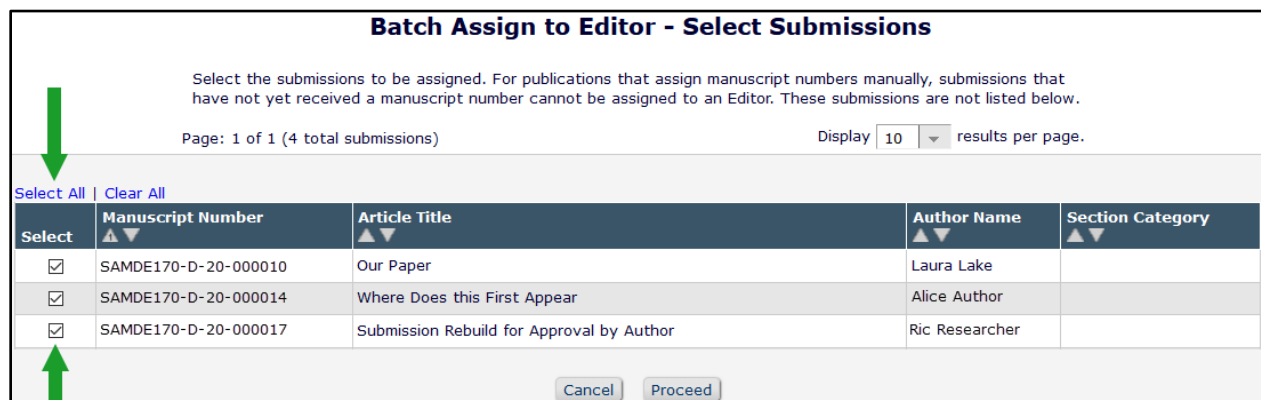 Batch Assign to Editor - Select Submissions
Select the submissions to be assigned. For publications that assign manuscript numbers manually, submissions that
have not yet received a manuscript number cannot be assigned to an Editor. These submissions are not listed below.
Page: 1 of 1 (4 total submissions) Display 10 results per page.
Select All | Clear All
Select Manuscript Number Article Title Author Name Section Category
SAMDE170-D-20-000010 Our Paper Laura Lake
SAMDE170-D-20-000014 Where Does this First Appear Alice Author
SAMDE170-D-20-000017 Submission Rebuild for Approval by Author Ric Researcher
Cancel Proceed